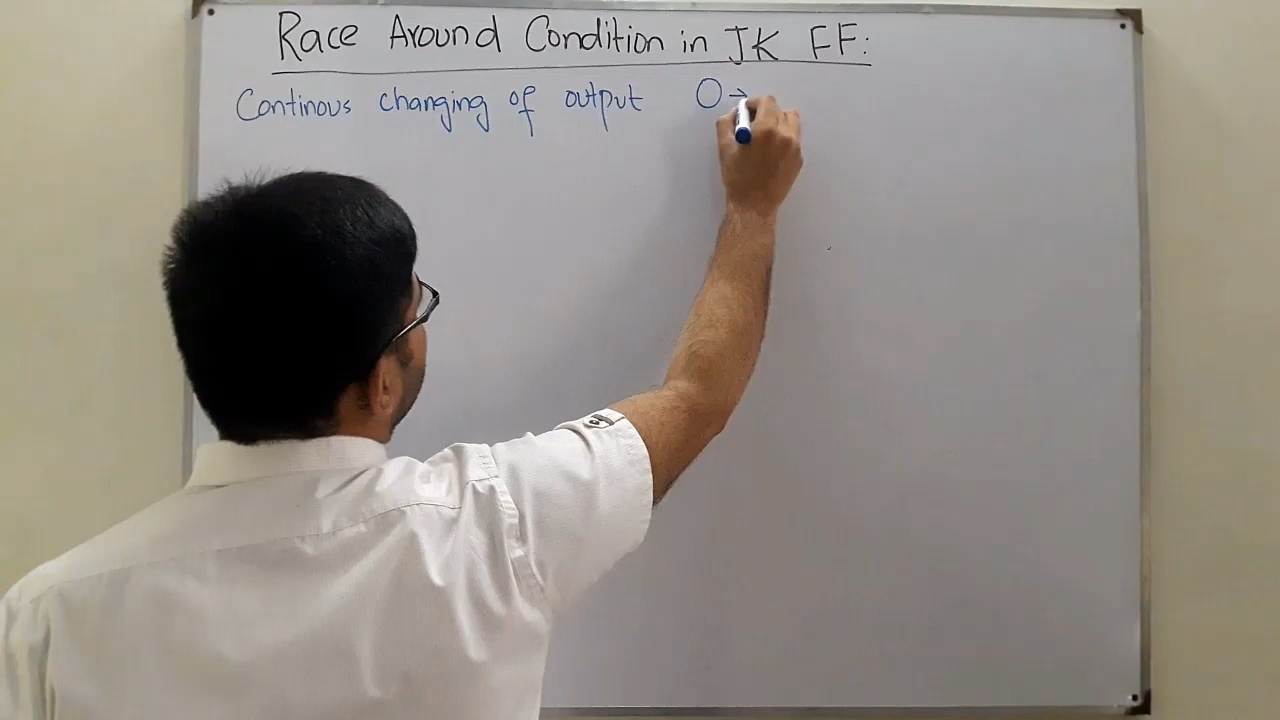 Race Around Condition in JK FF:
Continous changing of output 0 →